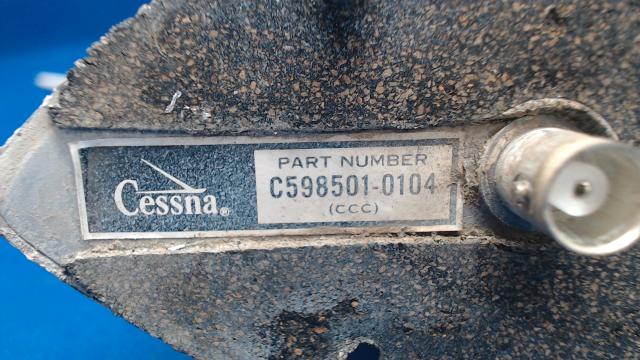 Cessna®
PART NUMBER
C598501-0104
(CCC)